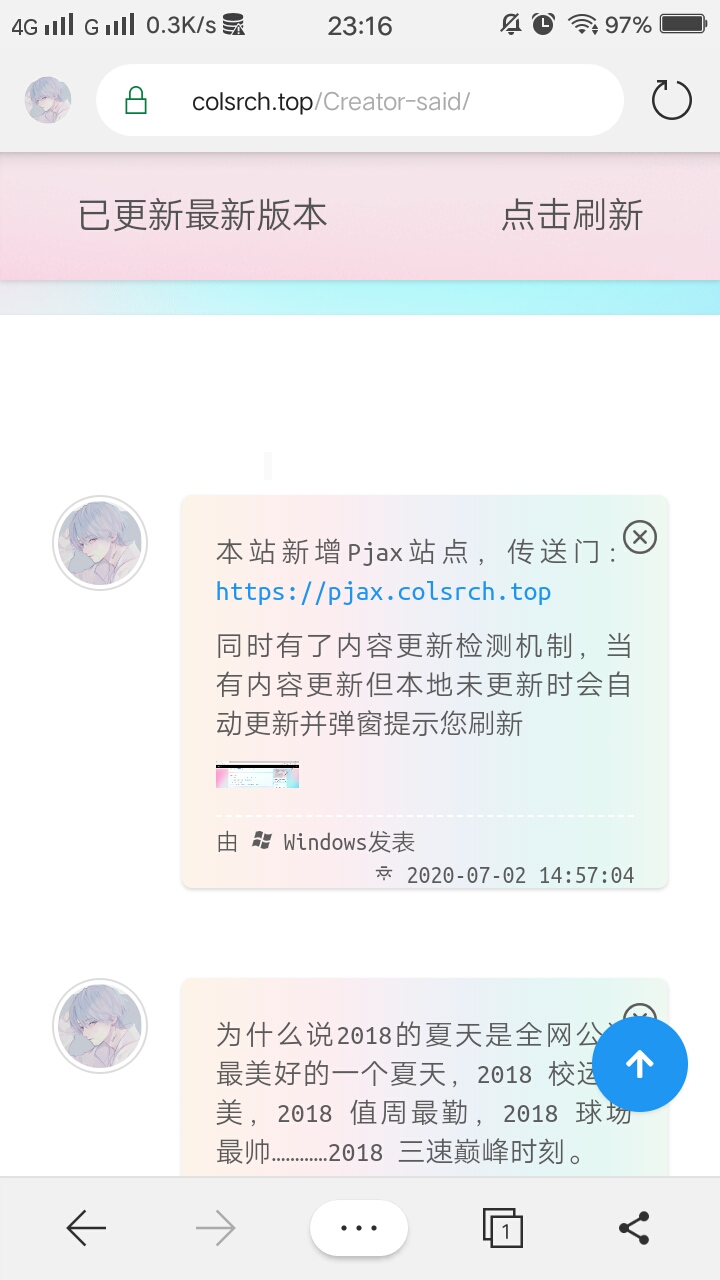 4G G 0.3K/s 23:16 97%
colsrch.top/Creator-said/
已更新最新版本 点击刷新
本站新增Pjax站点，传送门：
https://pjax.colsrch.top
同时有了内容更新检测机制，当
有内容更新但本地未更新时会自
动更新并弹窗提示您刷新
由 Windows发表
2020-07-02 14:57:04
为什么说2018的夏天是全网公
最美好的一个夏天，2018 校运
美，2018 值周最勤，2018 球场
最帅…………2018 三速巅峰时刻。
1